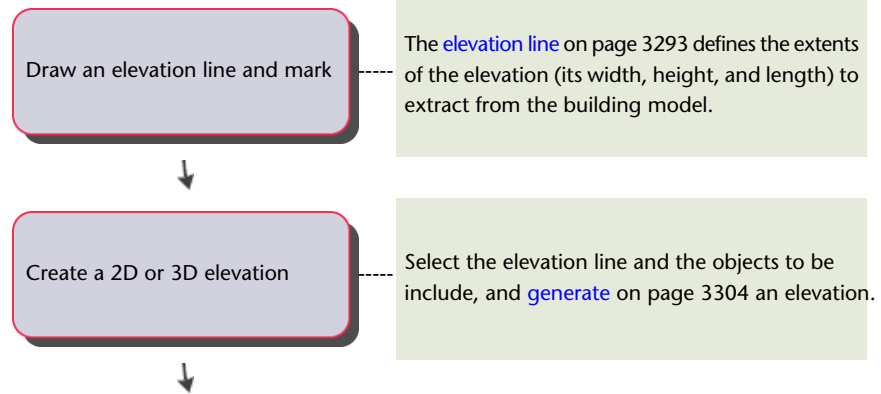 Draw an elevation line and mark
The elevation line on page 3293 defines the extents
of the elevation (its width, height, and length) to
extract from the building model.
Create a 2D or 3D elevation
Select the elevation line and the objects to be
include, and generate on page 3304 an elevation.